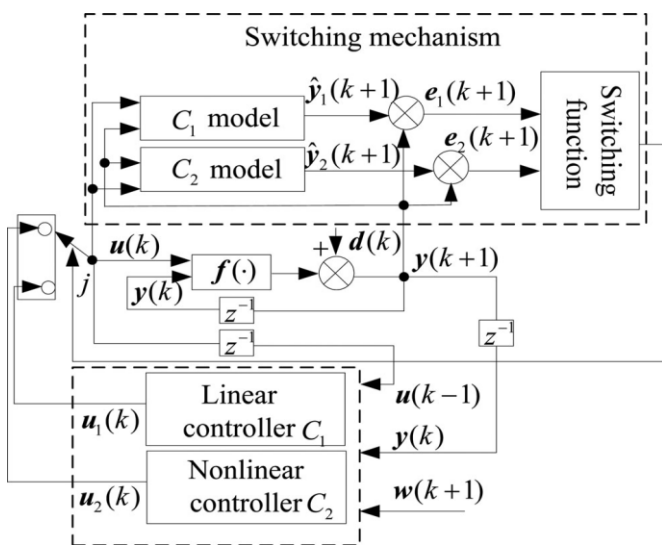 Switching mechanism
C₁ model
ŷ₁(k+1)
e₁(k+1)
C₂ model
ŷ₂(k+1)
e₂(k+1)
Switching function
u(k)
j
f(·)
+
d(k)
y(k+1)
y(k)
z⁻¹
z⁻¹
z⁻¹
Linear
controller C₁
u₁(k)
u(k−1)
y(k)
Nonlinear
controller C₂
u₂(k)
w(k+1)